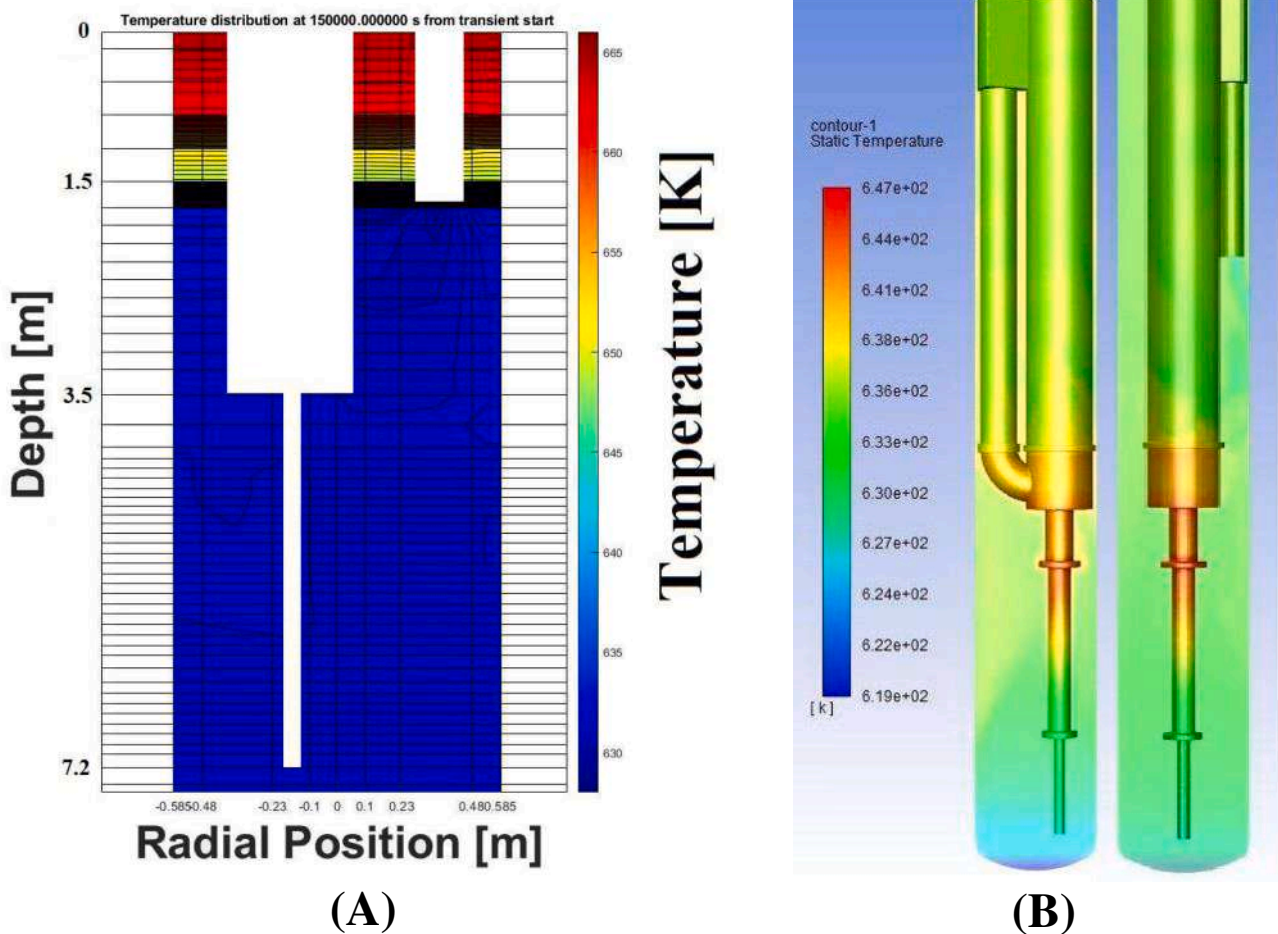 Temperature distribution at 150000.000000 s from transient start
0
1.5
3.5
7.2
Depth [m]
-0.585-0.48 -0.23 -0.1 0 0.1 0.23 0.480.585
Radial Position [m]
665
660
655
650
645
640
635
630
Temperature [K]
(A)
contour-1
Static Temperature
6.47e+02
6.44e+02
6.41e+02
6.38e+02
6.36e+02
6.33e+02
6.30e+02
6.27e+02
6.24e+02
6.22e+02
6.19e+02
[ k ]
(B)